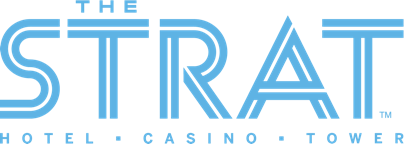 THE
STRAT™
HOTEL • CASINO • TOWER